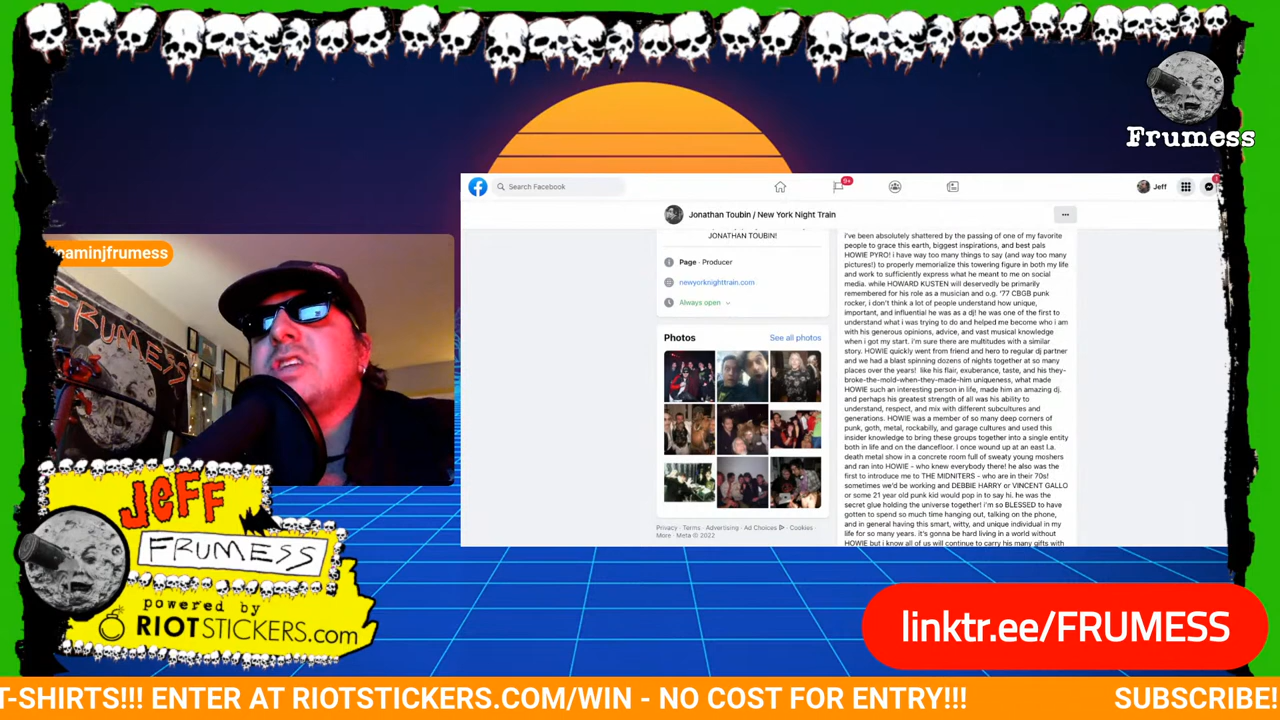 Frumess
Search Facebook
9+
Jeff
1
Jonathan Toubin / New York Night Train
...
JONATHAN TOUBIN!
Page · Producer
newyorknighttrain.com
Always open
Photos
See all photos
Privacy · Terms · Advertising · Ad Choices · Cookies ·
More · Meta © 2022
i've been absolutely shattered by the passing of one of my favorite
people to grace this earth, biggest inspirations, and best pals
HOWIE PYRO! i have way too many things to say (and way too many
pictures!) to properly memorialize this towering figure in both my life
and work to sufficiently express what he meant to me on social
media. while HOWARD KUSTEN will deservedly be primarily
remembered for his role as a musician and o.g. '77 CBGB punk
rocker, i don't think a lot of people understand how unique,
important, and influential he was as a dj! he was one of the first to
understand what i was trying to do and helped me become who i am
with his generous opinions, advice, and vast musical knowledge
when i got my start. i'm sure there are multitudes with a similar
story. HOWIE quickly went from friend and hero to regular dj partner
and we had a blast spinning dozens of nights together at so many
places over the years! like his flair, exuberance, taste, and his they-
broke-the-mold-when-they-made-him uniqueness, what made
HOWIE such an interesting person in life, made him an amazing dj.
and perhaps his greatest strength of all was his ability to
understand, respect, and mix with different subcultures and
generations. HOWIE was a member of so many deep corners of
punk, goth, metal, rockabilly, and garage cultures and used this
insider knowledge to bring these groups together into a single entity
both in life and on the dancefloor. I once wound up at an east l.a.
death metal show in a concrete room full of sweaty young moshers
and ran into HOWIE - who knew everybody there! he also was the
first to introduce me to THE MIDNITERS - who are in their 70s!
sometimes we'd be working and DEBBIE HARRY or VINCENT GALLO
or some 21 year old punk kid would pop in to say hi. he was the
secret glue holding the universe together! i'm so BLESSED to have
gotten to spend so much time hanging out, talking on the phone,
and in general having this smart, witty, and unique individual in my
life for so many years. it's gonna be hard living in a world without
HOWIE but i know all of us will continue to carry his many gifts with
eaminjfrumess
FRUMESS
JEFF
FRUMESS
powered by
RIOTSTICKERS.com
linktr.ee/FRUMESS
T-SHIRTS!!! ENTER AT RIOTSTICKERS.COM/WIN - NO COST FOR ENTRY!!! SUBSCRIBE!